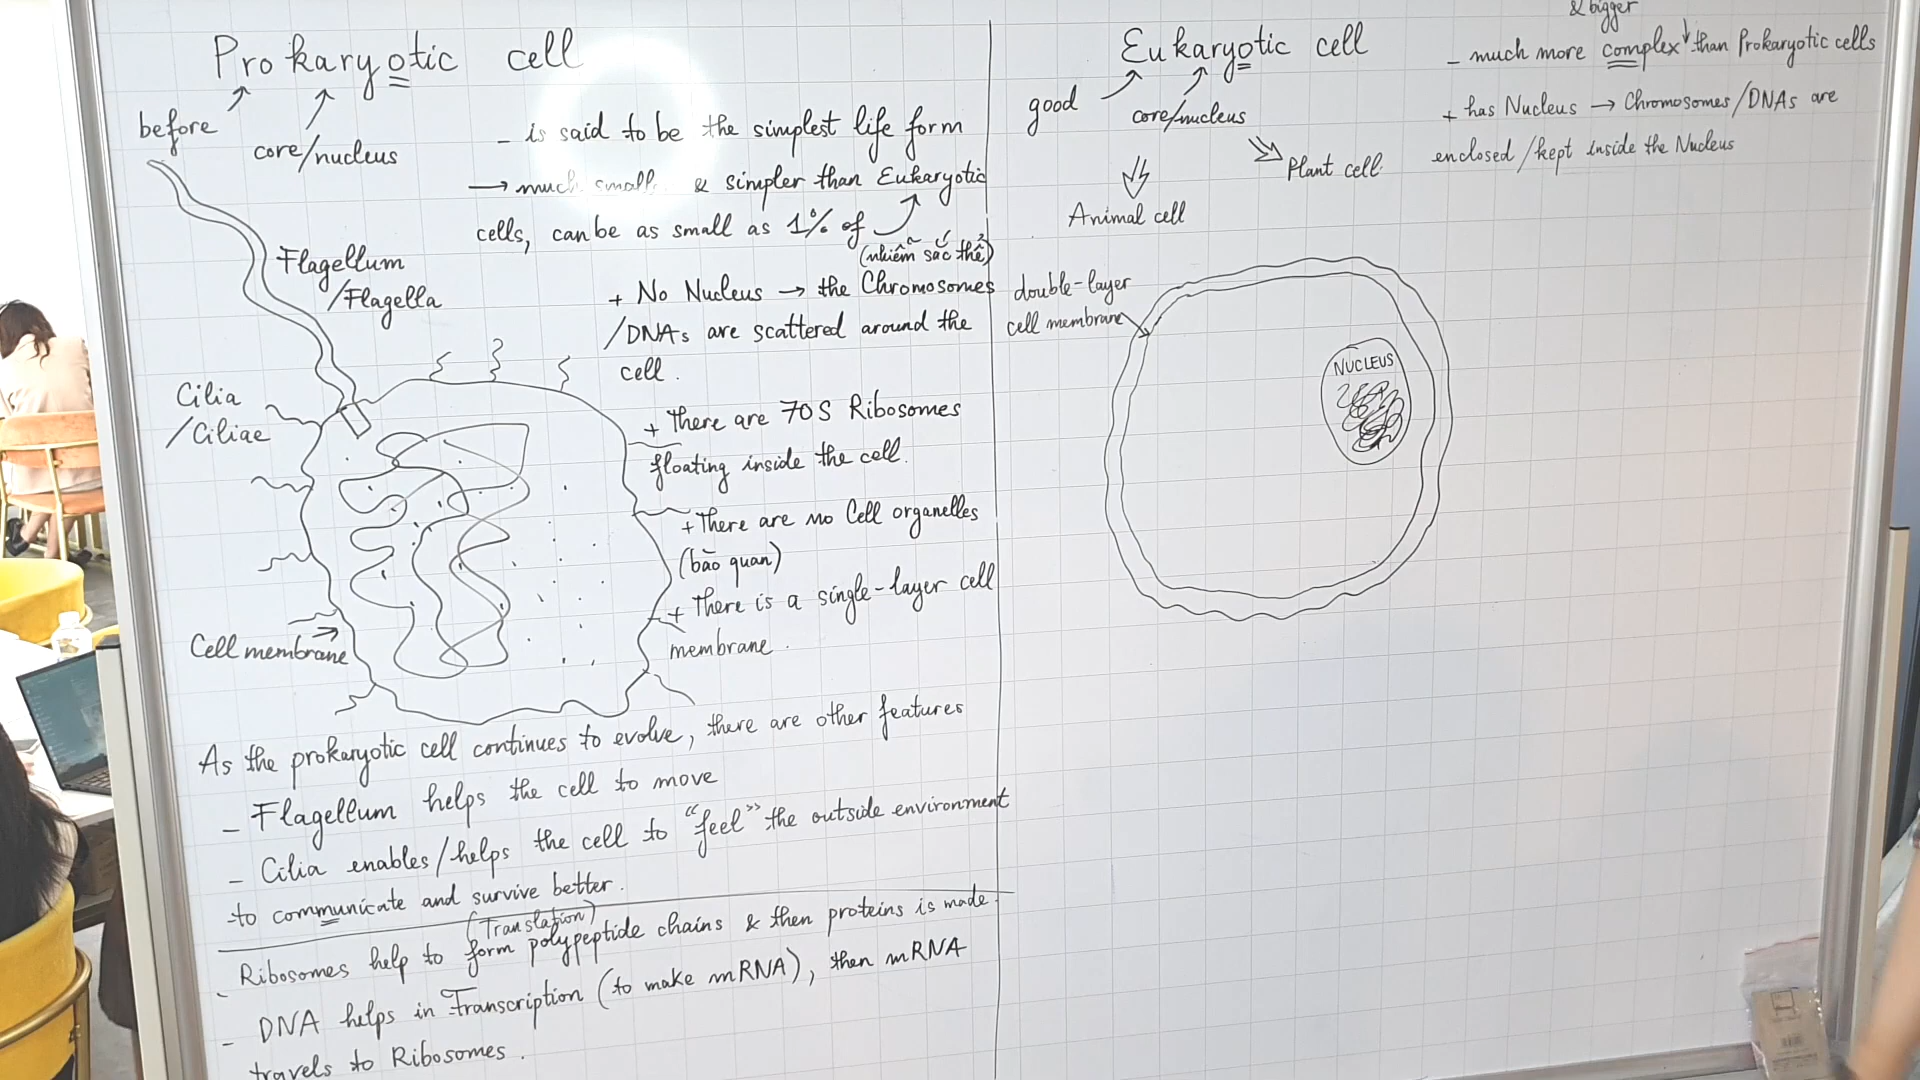 Prokaryotic cell
before
core/nucleus
- is said to be the simplest life form
→ much small & simpler than Eukaryotic
cells, can be as small as 1% of
(nhiễm sắc thể)
+ No Nucleus → the Chromosomes
/DNAs are scattered around the
cell.
+ There are 70S Ribosomes
floating inside the cell.
+ There are no Cell organelles
(bào quan)
+ There is a single-layer cell
membrane.
Flagellum
/Flagella
Cilia
/Ciliae
Cell membrane
As the prokaryotic cell continues to evolve, there are other features
- Flagellum helps the cell to move
- Cilia enables/helps the cell to "feel" the outside environment
to communicate and survive better.
(Translation)
- Ribosomes help to form polypeptide chains & then proteins is made.
- DNA helps in Transcription (to make mRNA), then mRNA
travels to Ribosomes.
Eukaryotic cell
good
core/nucleus
Animal cell
Plant cell
& bigger
- much more complex than Prokaryotic cells
+ has Nucleus → Chromosomes/DNAs are
enclosed/kept inside the Nucleus
double-layer
cell membrane
NUCLEUS